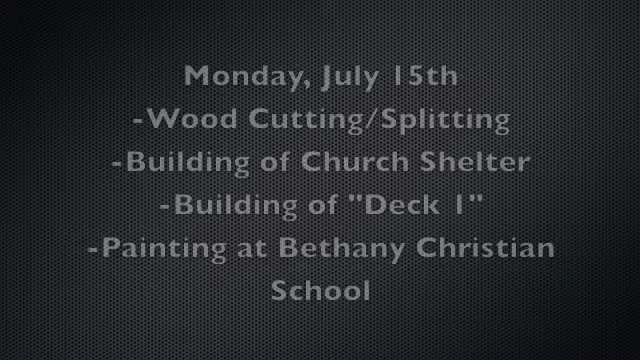 Monday, July 15th
-Wood Cutting/Splitting
-Building of Church Shelter
-Building of "Deck 1"
-Painting at Bethany Christian
School